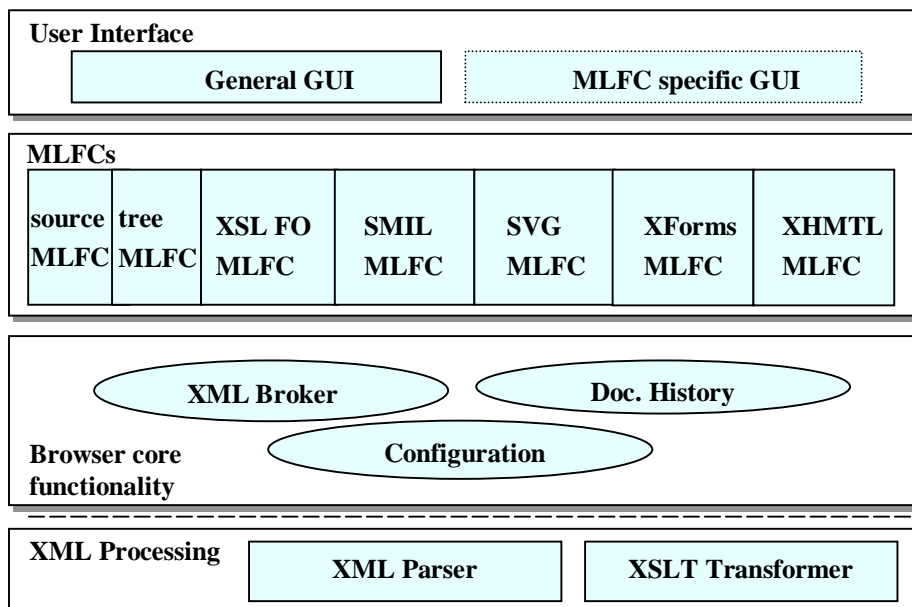 User Interface
General GUI
MLFC specific GUI
MLFCs
source
MLFC
tree
MLFC
XSL FO
MLFC
SMIL
MLFC
SVG
MLFC
XForms
MLFC
XHMTL
MLFC
XML Broker
Doc. History
Configuration
Browser core
functionality
XML Processing
XML Parser
XSLT Transformer